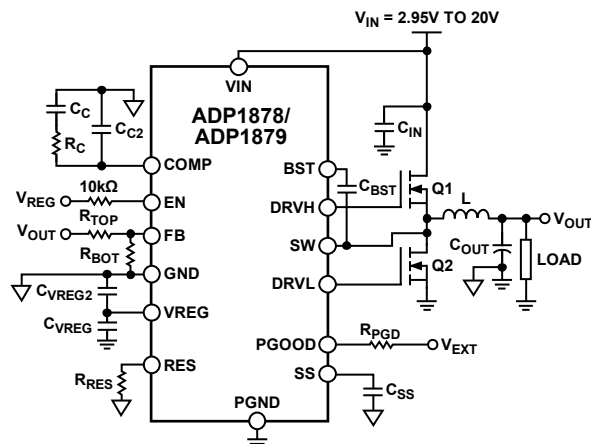 V_IN = 2.95V TO 20V
VIN
ADP1878/
ADP1879
C_C
C_C2
R_C
COMP
BST
C_IN
C_BST
Q1
V_REG
10kΩ
EN
DRVH
L
V_OUT
R_TOP
V_OUT
FB
SW
C_OUT
LOAD
R_BOT
Q2
GND
DRVL
C_VREG2
VREG
C_VREG
PGOOD
R_PGD
V_EXT
RES
SS
R_RES
PGND
C_SS